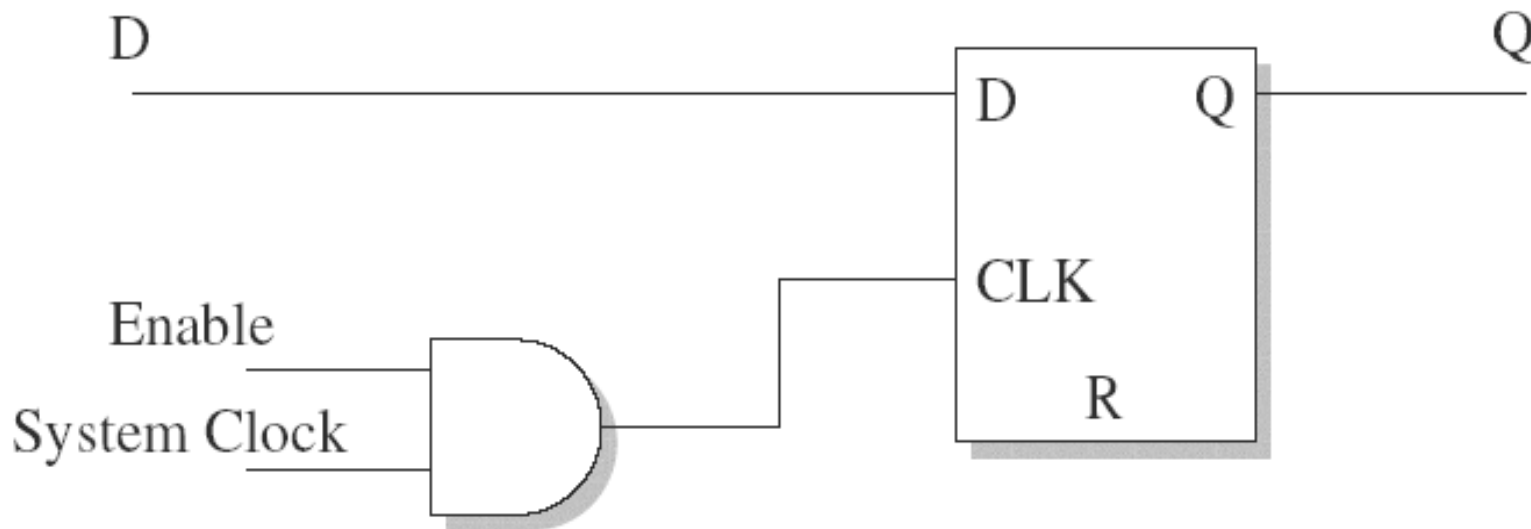 D
Q
D
Q
CLK
Enable
R
System Clock